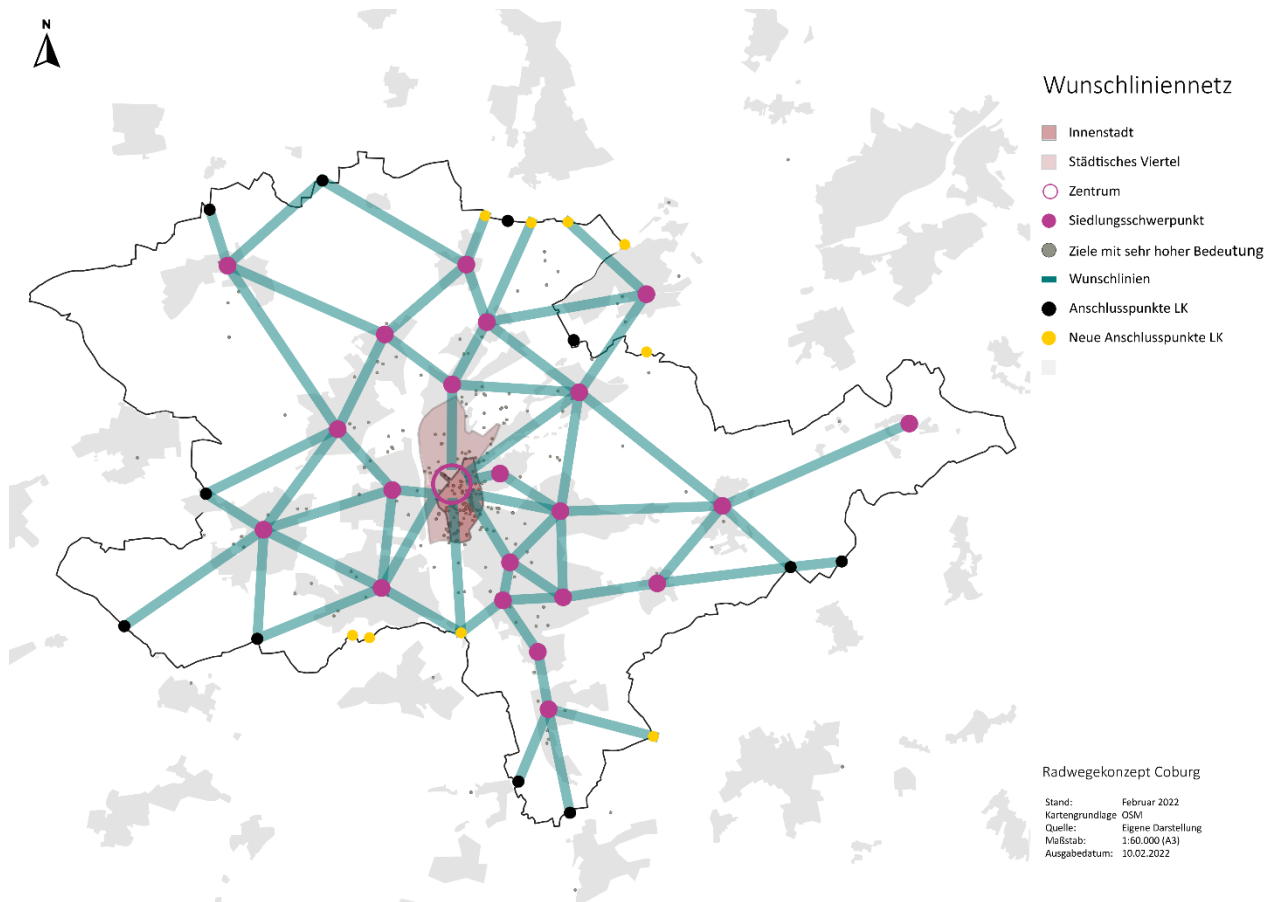 N
Wunschliniennetz
Innenstadt
Städtisches Viertel
Zentrum
Siedlungsschwerpunkt
Ziele mit sehr hoher Bedeutung
Wunschlinien
Anschlusspunkte LK
Neue Anschlusspunkte LK
Radwegekonzept Coburg
Stand: Februar 2022
Kartengrundlage OSM
Quelle: Eigene Darstellung
Maßstab: 1:60.000 (A3)
Ausgabedatum: 10.02.2022